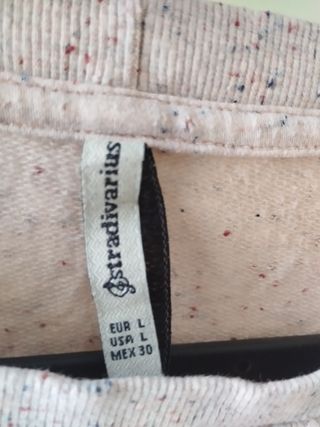 stradivarius
EUR L
USA L
MEX 30